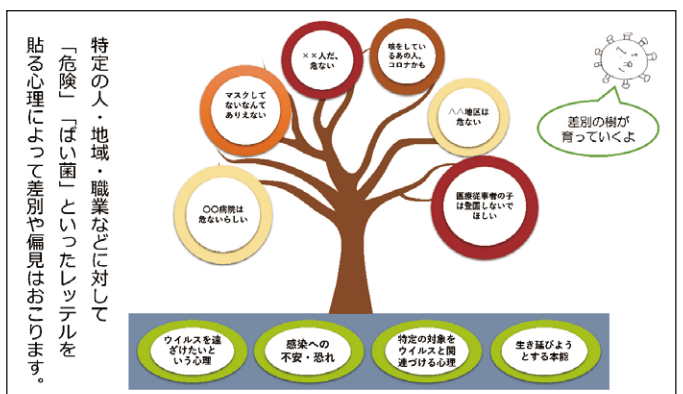 特定の人・地域・職業などに対して
「危険」「ばい菌」といったレッテルを
貼る心理によって差別や偏見はおこります。
××人だ、
危ない
咳をしてい
るあの人、
コロナかも
マスクして
ないなんて
ありえない
△△地区は
危ない
〇〇病院は
危ないらしい
医療従事者の子
は登園しないで
ほしい
差別の樹が
育っていくよ
ウイルスを遠
ざけたいと
いう心理
感染への
不安・恐れ
特定の対象を
ウイルスと関
連づける心理
生き延びよう
とする本能